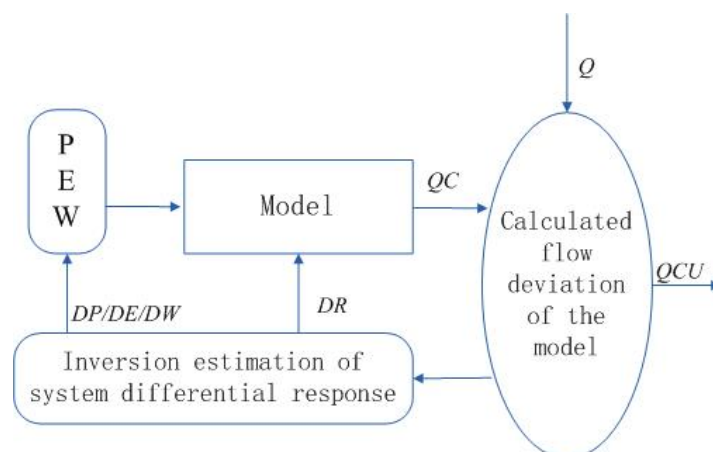 Q
P
E
W
Model
QC
Calculated
flow
deviation
of the
model
QCU
DP/DE/DW
DR
Inversion estimation of
system differential response